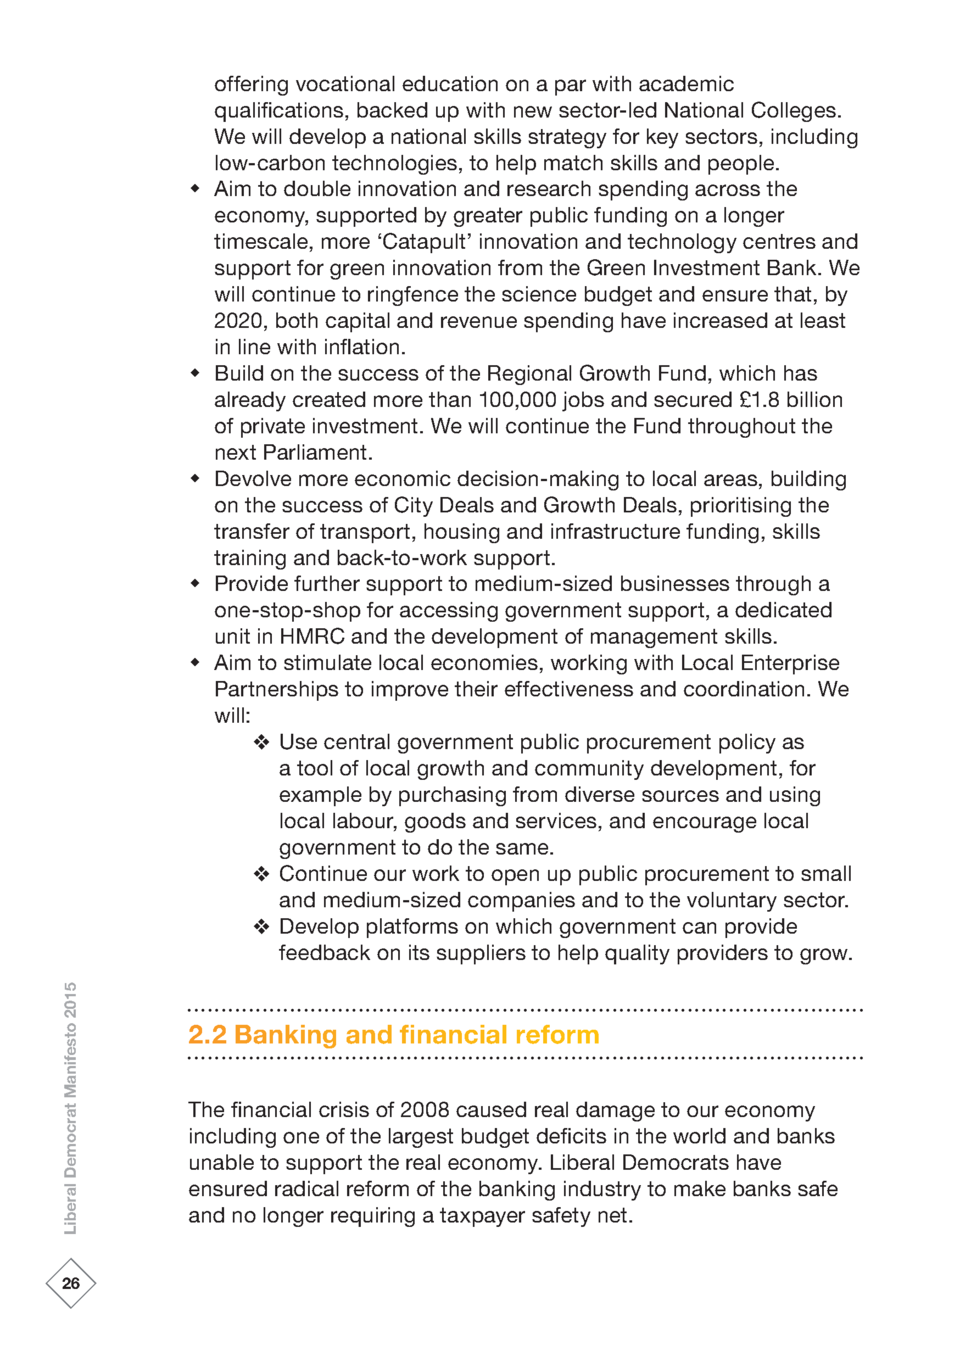 offering vocational education on a par with academic
qualifications, backed up with new sector-led National Colleges.
We will develop a national skills strategy for key sectors, including
low-carbon technologies, to help match skills and people.
◆ Aim to double innovation and research spending across the
economy, supported by greater public funding on a longer
timescale, more ‘Catapult’ innovation and technology centres and
support for green innovation from the Green Investment Bank. We
will continue to ringfence the science budget and ensure that, by
2020, both capital and revenue spending have increased at least
in line with inflation.
◆ Build on the success of the Regional Growth Fund, which has
already created more than 100,000 jobs and secured £1.8 billion
of private investment. We will continue the Fund throughout the
next Parliament.
◆ Devolve more economic decision-making to local areas, building
on the success of City Deals and Growth Deals, prioritising the
transfer of transport, housing and infrastructure funding, skills
training and back-to-work support.
◆ Provide further support to medium-sized businesses through a
one-stop-shop for accessing government support, a dedicated
unit in HMRC and the development of management skills.
◆ Aim to stimulate local economies, working with Local Enterprise
Partnerships to improve their effectiveness and coordination. We
will:
❖ Use central government public procurement policy as
a tool of local growth and community development, for
example by purchasing from diverse sources and using
local labour, goods and services, and encourage local
government to do the same.
❖ Continue our work to open up public procurement to small
and medium-sized companies and to the voluntary sector.
❖ Develop platforms on which government can provide
feedback on its suppliers to help quality providers to grow.
2.2 Banking and financial reform
The financial crisis of 2008 caused real damage to our economy
including one of the largest budget deficits in the world and banks
unable to support the real economy. Liberal Democrats have
ensured radical reform of the banking industry to make banks safe
and no longer requiring a taxpayer safety net.
Liberal Democrat Manifesto 2015
26